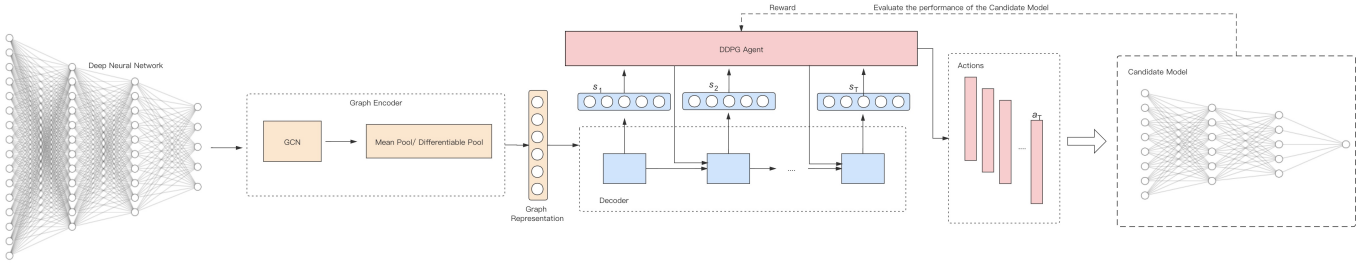 Reward
Evaluate the performance of the Candidate Model
DDPG Agent
Deep Neural Network
Actions
Candidate Model
s1
s2
sT
Graph Encoder
GCN
Mean Pool/ Differentiable Pool
aT
....
....
Decoder
Graph
Representation